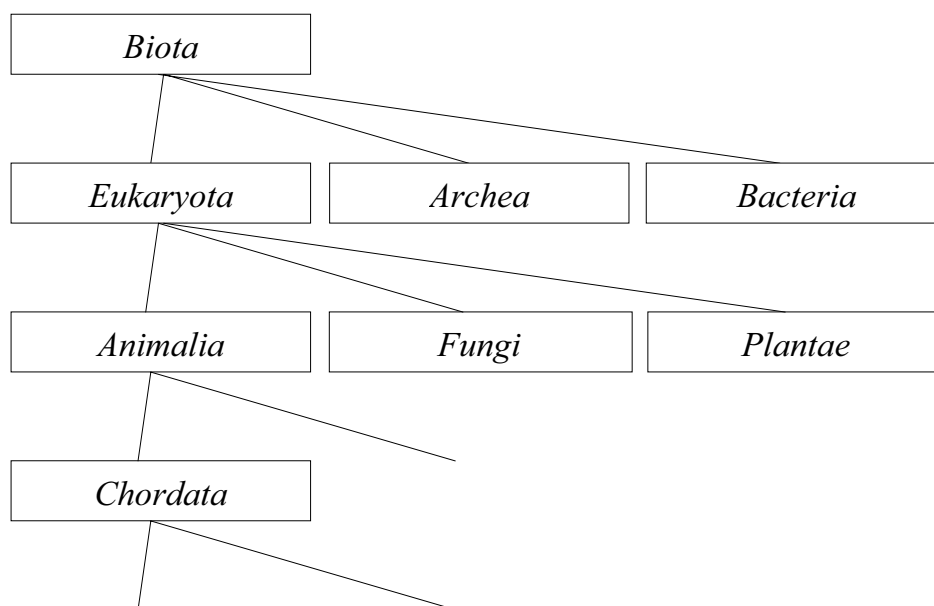 Biota
Eukaryota
Archea
Bacteria
Animalia
Fungi
Plantae
Chordata